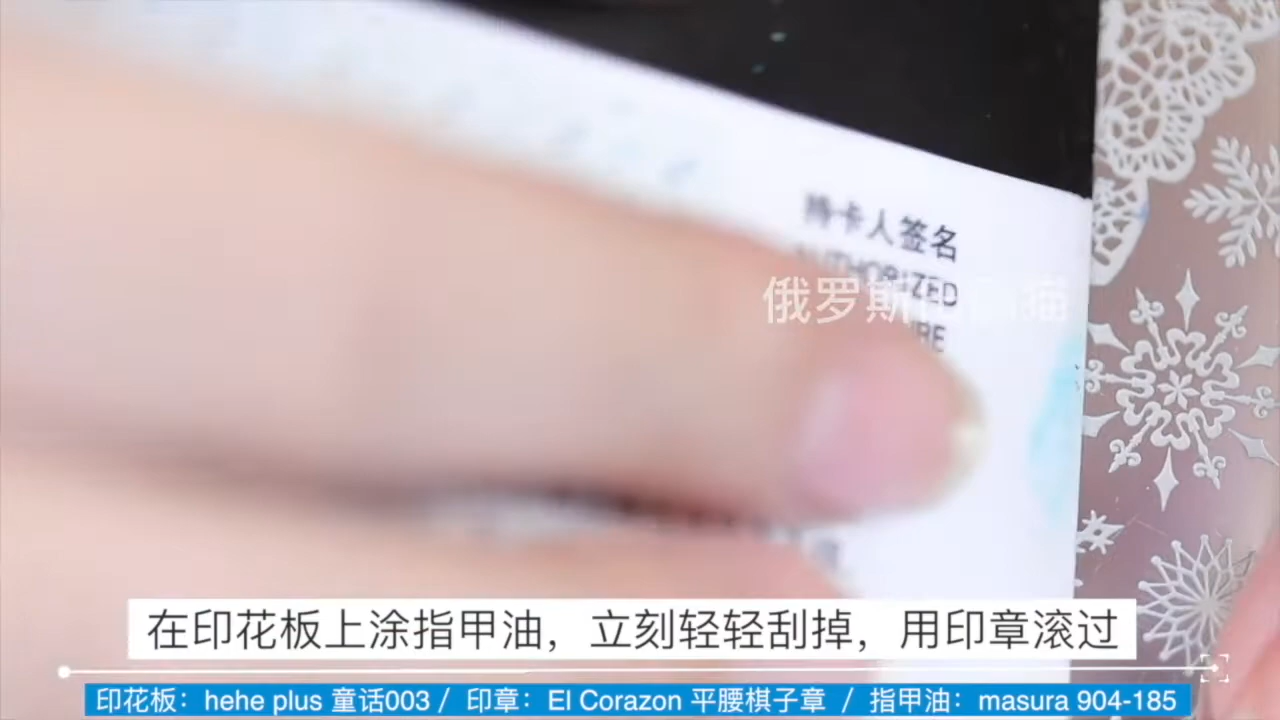 持卡人签名
AUTHORIZED
俄罗斯
猫
在印花板上涂指甲油，立刻轻轻刮掉，用印章滚过
印花板：hehe plus 童话003 / 印章：El Corazon 平腰棋子章 / 指甲油：masura 904-185